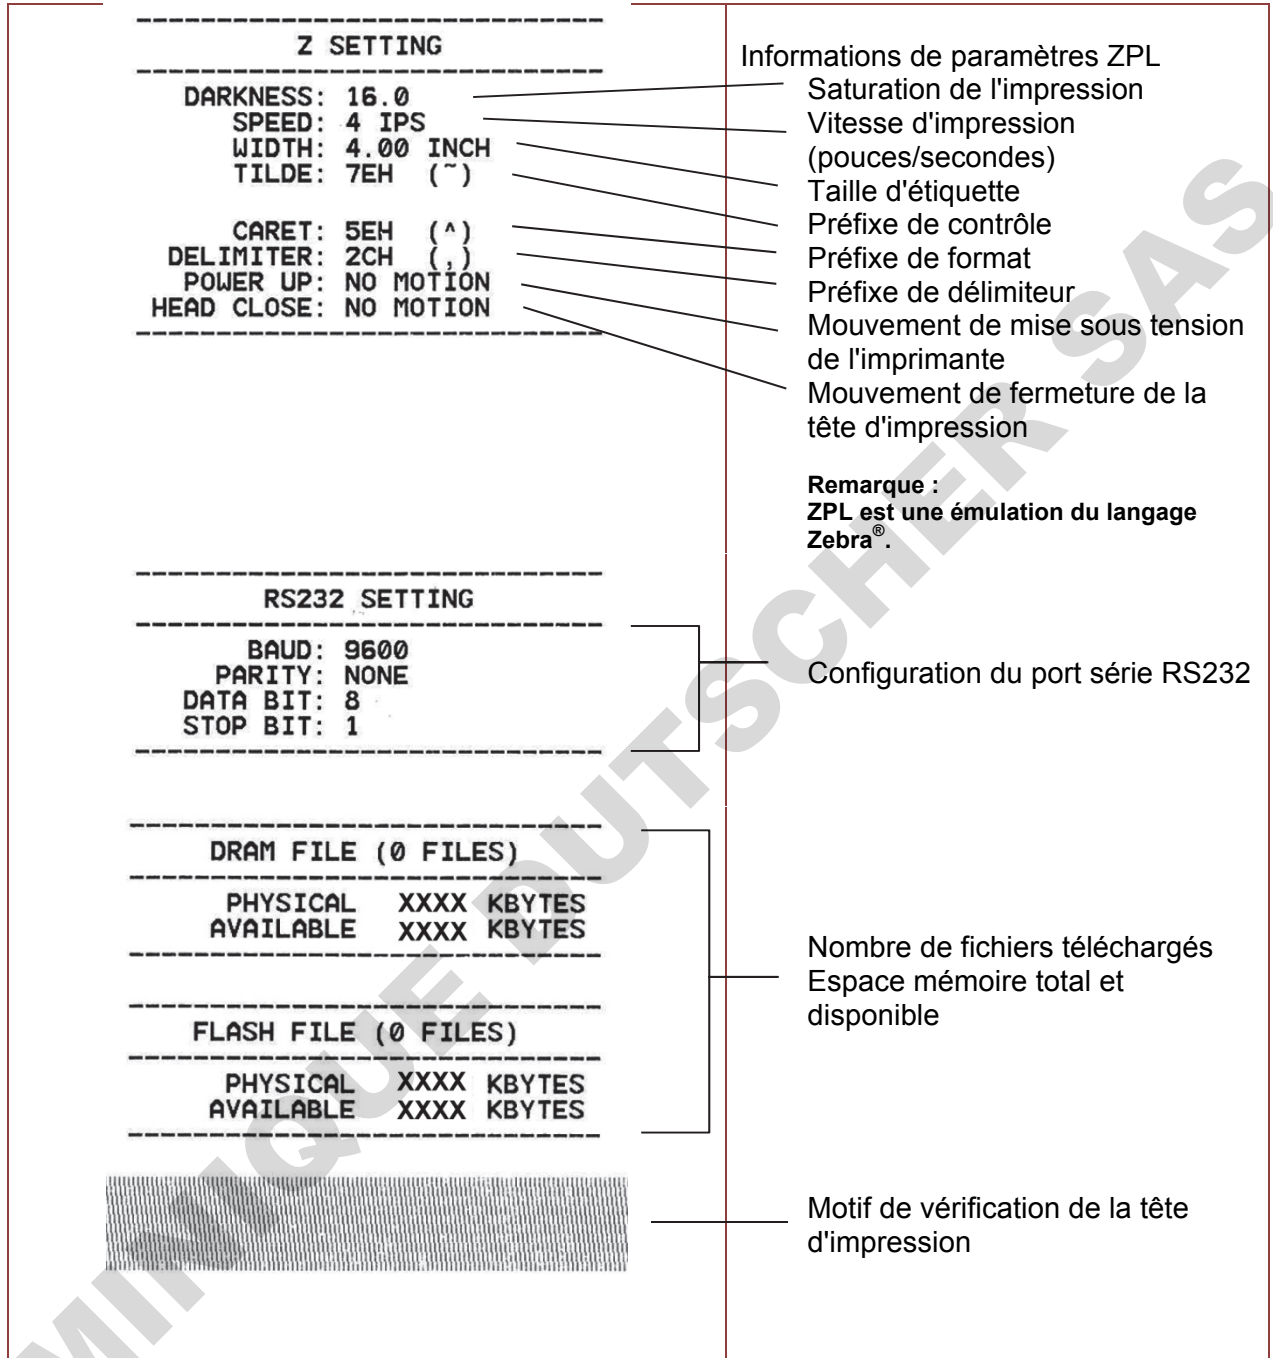 Z SETTING
DARKNESS: 16.0
SPEED: 4 IPS
WIDTH: 4.00 INCH
TILDE: 7EH (~)
CARET: 5EH (^)
DELIMITER: 2CH (,)
POWER UP: NO MOTION
HEAD CLOSE: NO MOTION
Informations de paramètres ZPL
Saturation de l'impression
Vitesse d'impression
(pouces/secondes)
Taille d'étiquette
Préfixe de contrôle
Préfixe de format
Préfixe de délimiteur
Mouvement de mise sous tension
de l'imprimante
Mouvement de fermeture de la
tête d'impression
Remarque :
ZPL est une émulation du langage
Zebra®.
RS232 SETTING
BAUD: 9600
PARITY: NONE
DATA BIT: 8
STOP BIT: 1
Configuration du port série RS232
DRAM FILE (0 FILES)
PHYSICAL XXXX KBYTES
AVAILABLE XXXX KBYTES
FLASH FILE (0 FILES)
PHYSICAL XXXX KBYTES
AVAILABLE XXXX KBYTES
Nombre de fichiers téléchargés
Espace mémoire total et
disponible
Motif de vérification de la tête
d'impression
MINIQUE DUTSCHER SAS